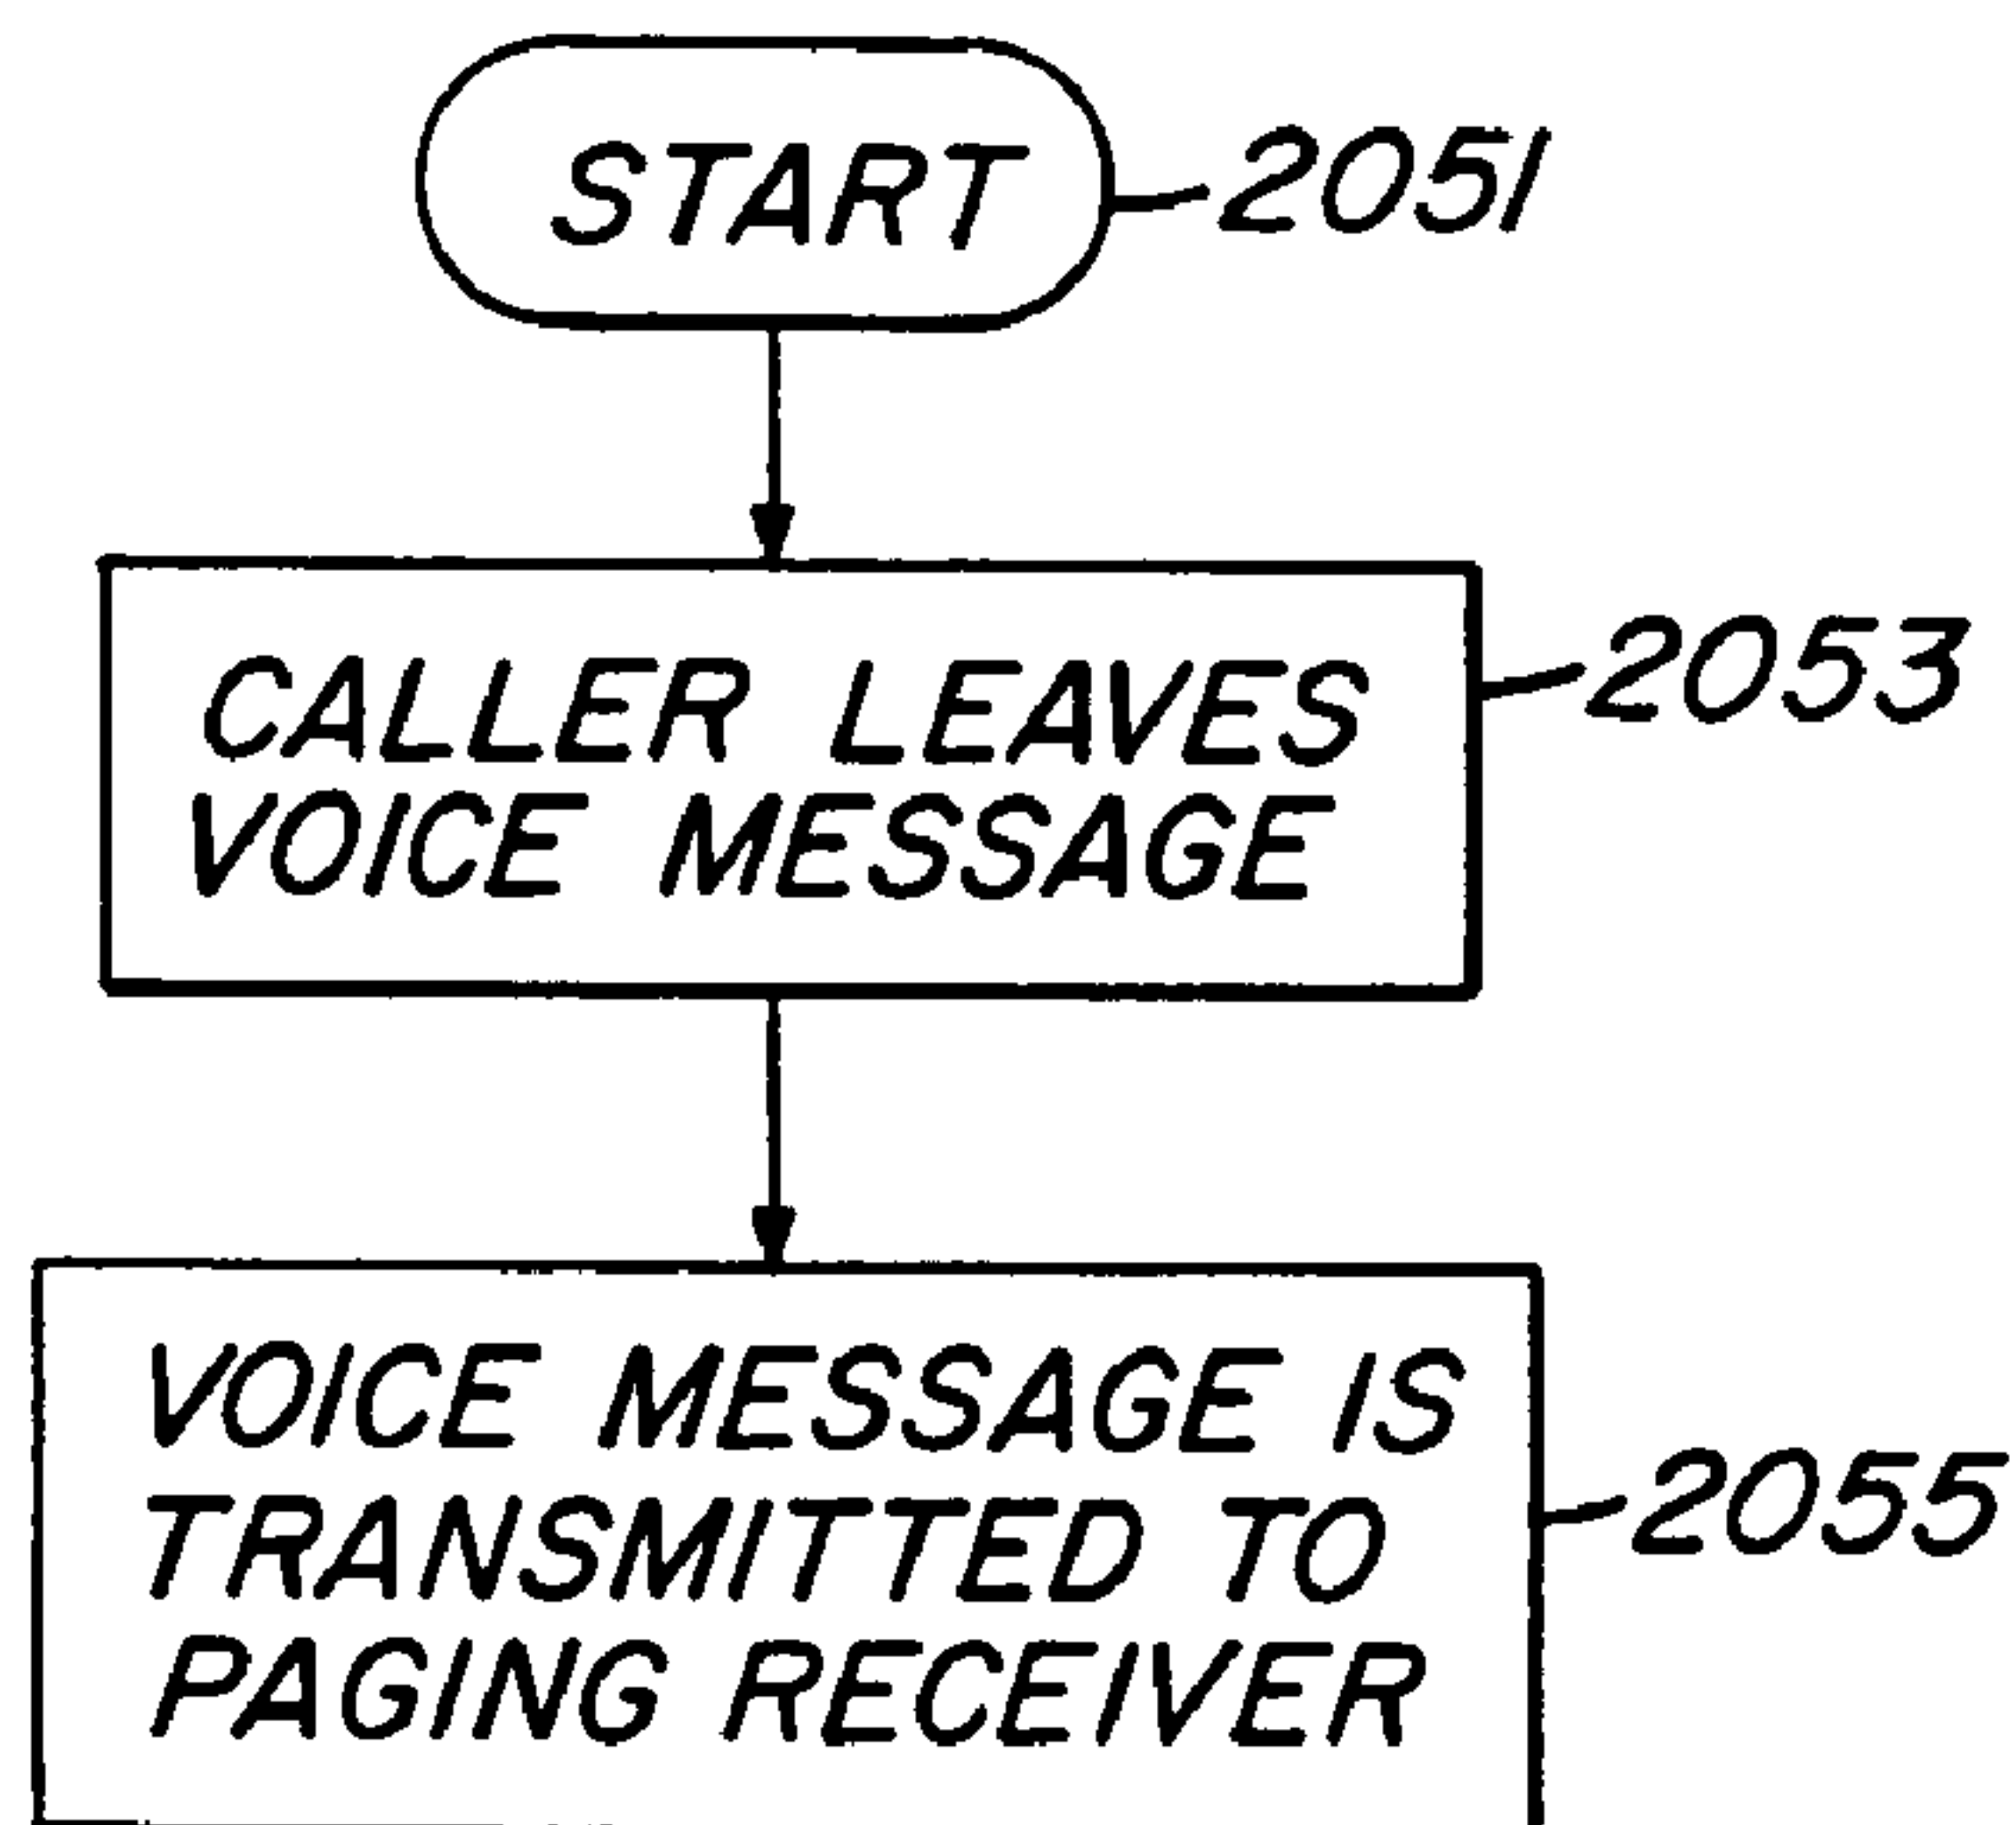 START 2051
CALLER LEAVES 2053
VOICE MESSAGE
VOICE MESSAGE IS
TRANSMITTED TO 2055
PAGING RECEIVER